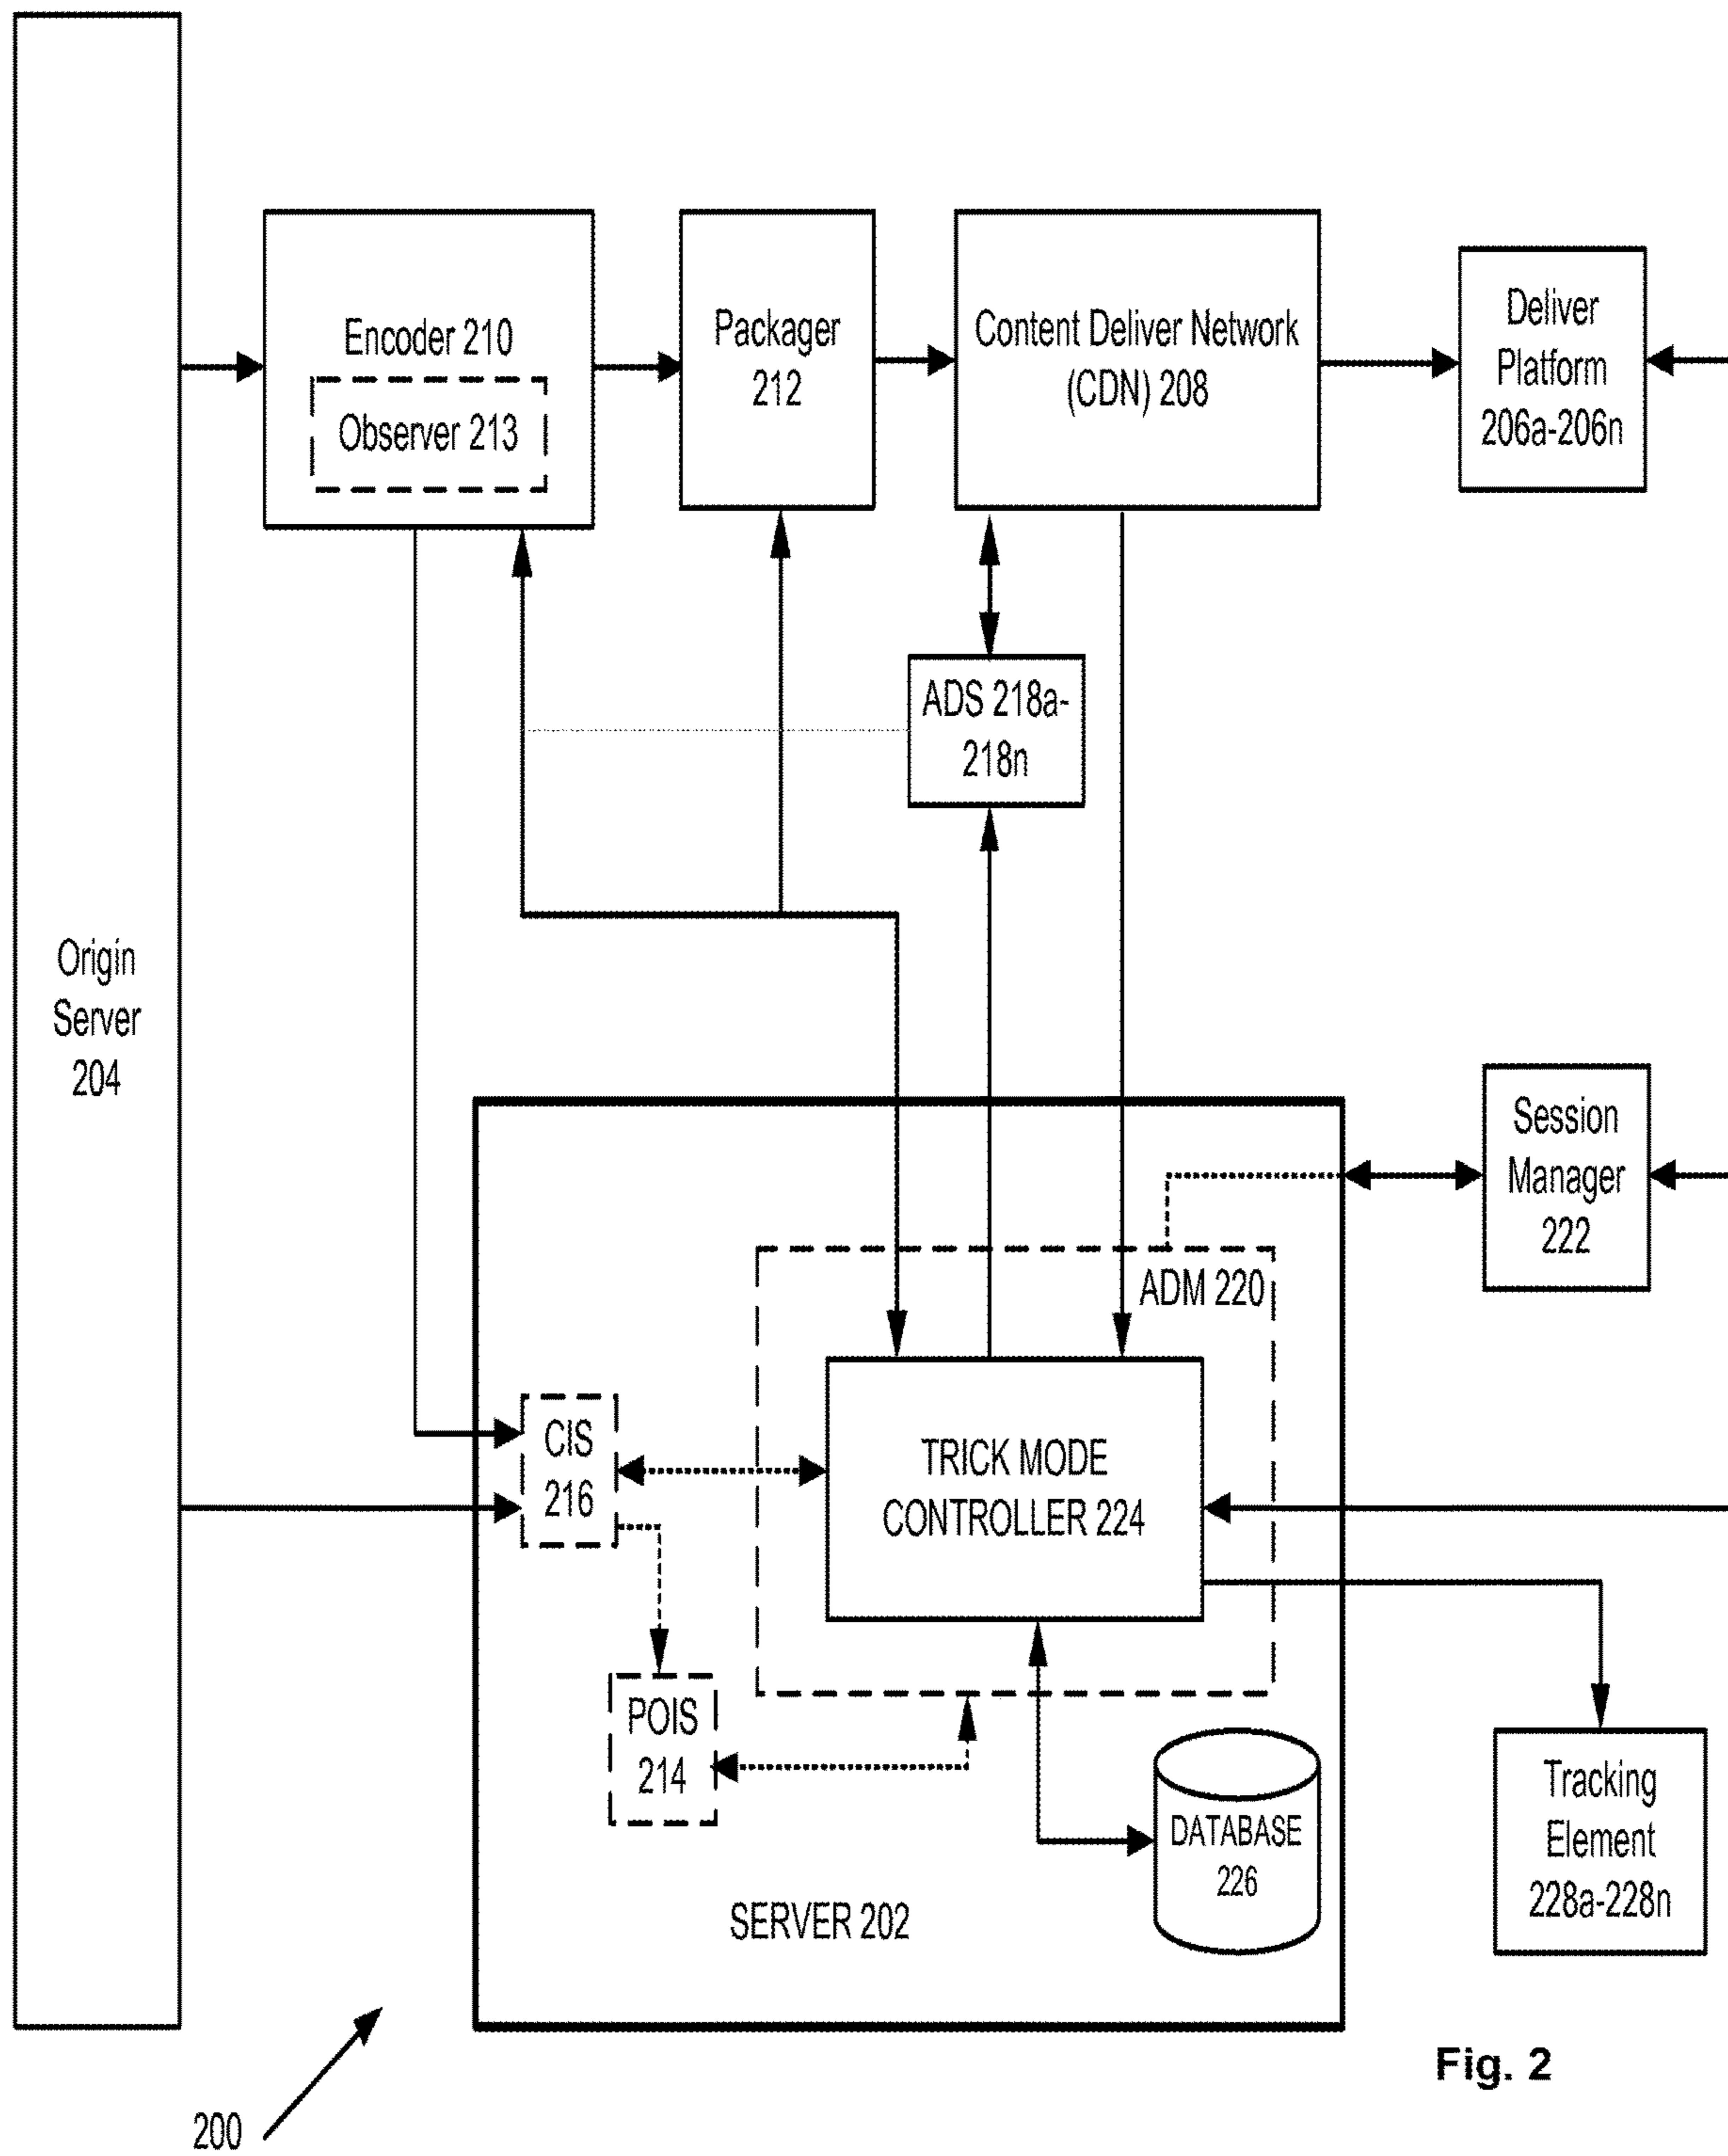 Origin
Server
204
Encoder 210
Observer 213
Packager
212
Content Deliver Network
(CDN) 208
Deliver
Platform
206a-206n
ADS 218a-
218n
Session
Manager
222
ADM 220
CIS
216
TRICK MODE
CONTROLLER 224
POIS
214
DATABASE
226
SERVER 202
Tracking
Element
228a-228n
Fig. 2
200